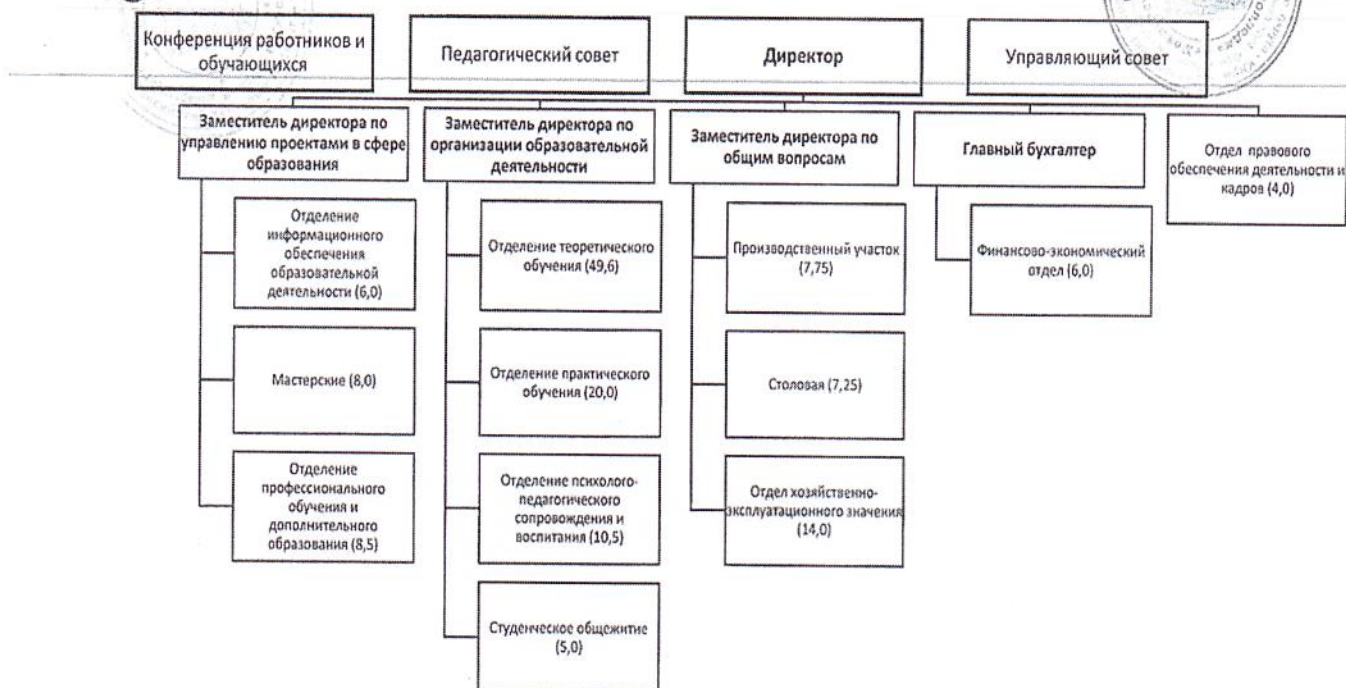 Конференция работников и
обучающихся
Педагогический совет
Директор
Управляющий совет
Заместитель директора по
управлению проектами в сфере
образования
Заместитель директора по
организации образовательной
деятельности
Заместитель директора по
общим вопросам
Главный бухгалтер
Отдел правового
обеспечения деятельности и
кадров (4,0)
Отделение
информационного
обеспечения
образовательной
деятельности (6,0)
Отделение теоретического
обучения (49,6)
Производственный участок
(7,75)
Финансово-экономический
отдел (6,0)
Мастерские (8,0)
Отделение практического
обучения (20,0)
Столовая (7,25)
Отделение
профессионального
обучения и
дополнительного
образования (8,5)
Отделение психолого-
педагогического
сопровождения и
воспитания (10,5)
Отдел хозяйственно-
эксплуатационного значения
(14,0)
Студенческое общежитие
(5,0)